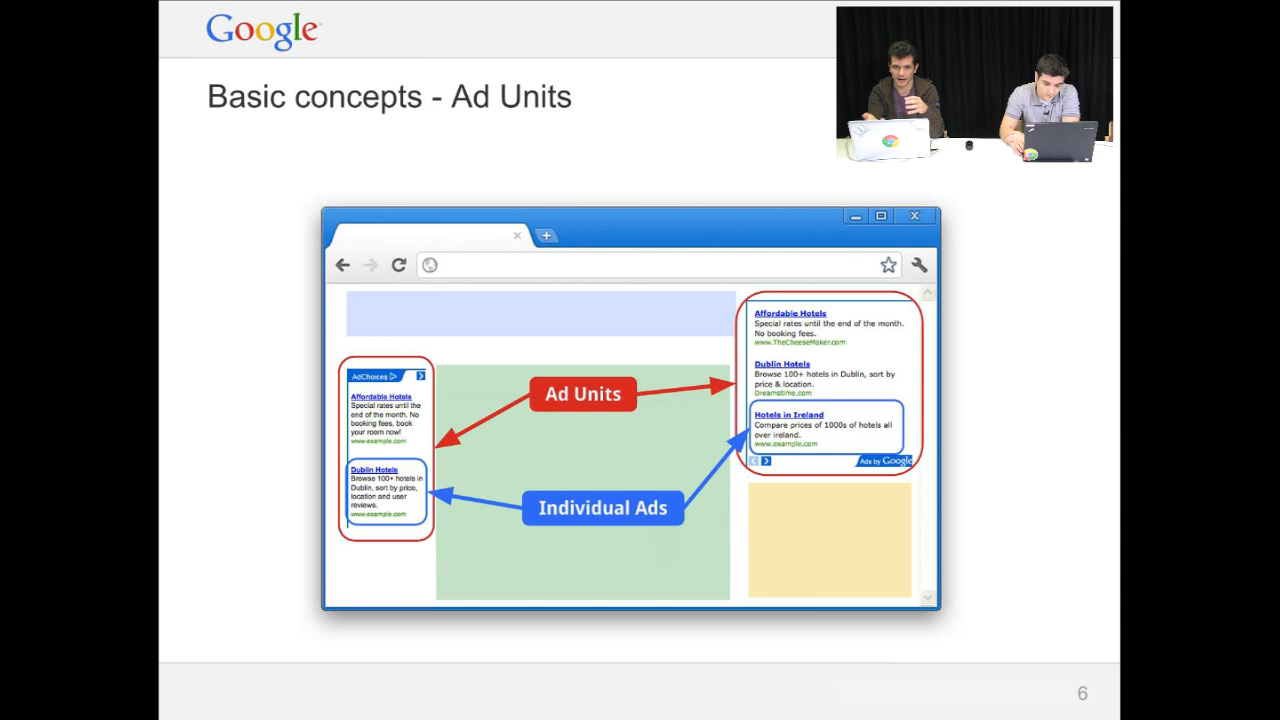 Google
Basic concepts - Ad Units
AdChoices
Affordable Hotels
Special rates until the
end of the month. No
booking fees, book
your room now!
www.example.com
Dublin Hotels
Browse 100+ hotels in
Dublin, sort by price,
location and user
reviews.
www.example.com
Ad Units
Individual Ads
Affordable Hotels
Special rates until the end of the month.
No booking fees.
www.TheCheeseMaker.com
Dublin Hotels
Browse 100+ hotels in Dublin, sort by
price & location.
Dreamstime.com
Hotels in Ireland
Compare prices of 1000s of hotels all
over ireland.
www.example.com
Ads by Google
6